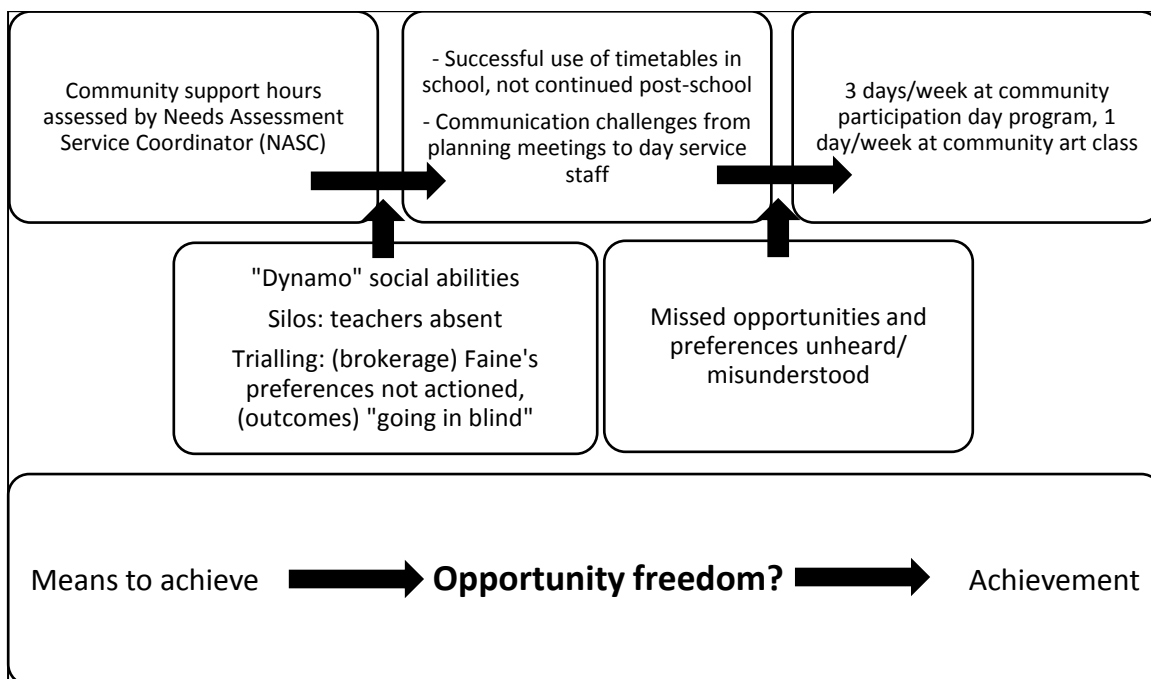 Community support hours
assessed by Needs Assessment
Service Coordinator (NASC)
- Successful use of timetables in
school, not continued post-school
- Communication challenges from
planning meetings to day service
staff
3 days/week at community
participation day program, 1
day/week at community art class
"Dynamo" social abilities
Silos: teachers absent
Trialling: (brokerage) Faine's
preferences not actioned,
(outcomes) "going in blind"
Missed opportunities and
preferences unheard/
misunderstood
Means to achieve
Opportunity freedom?
Achievement